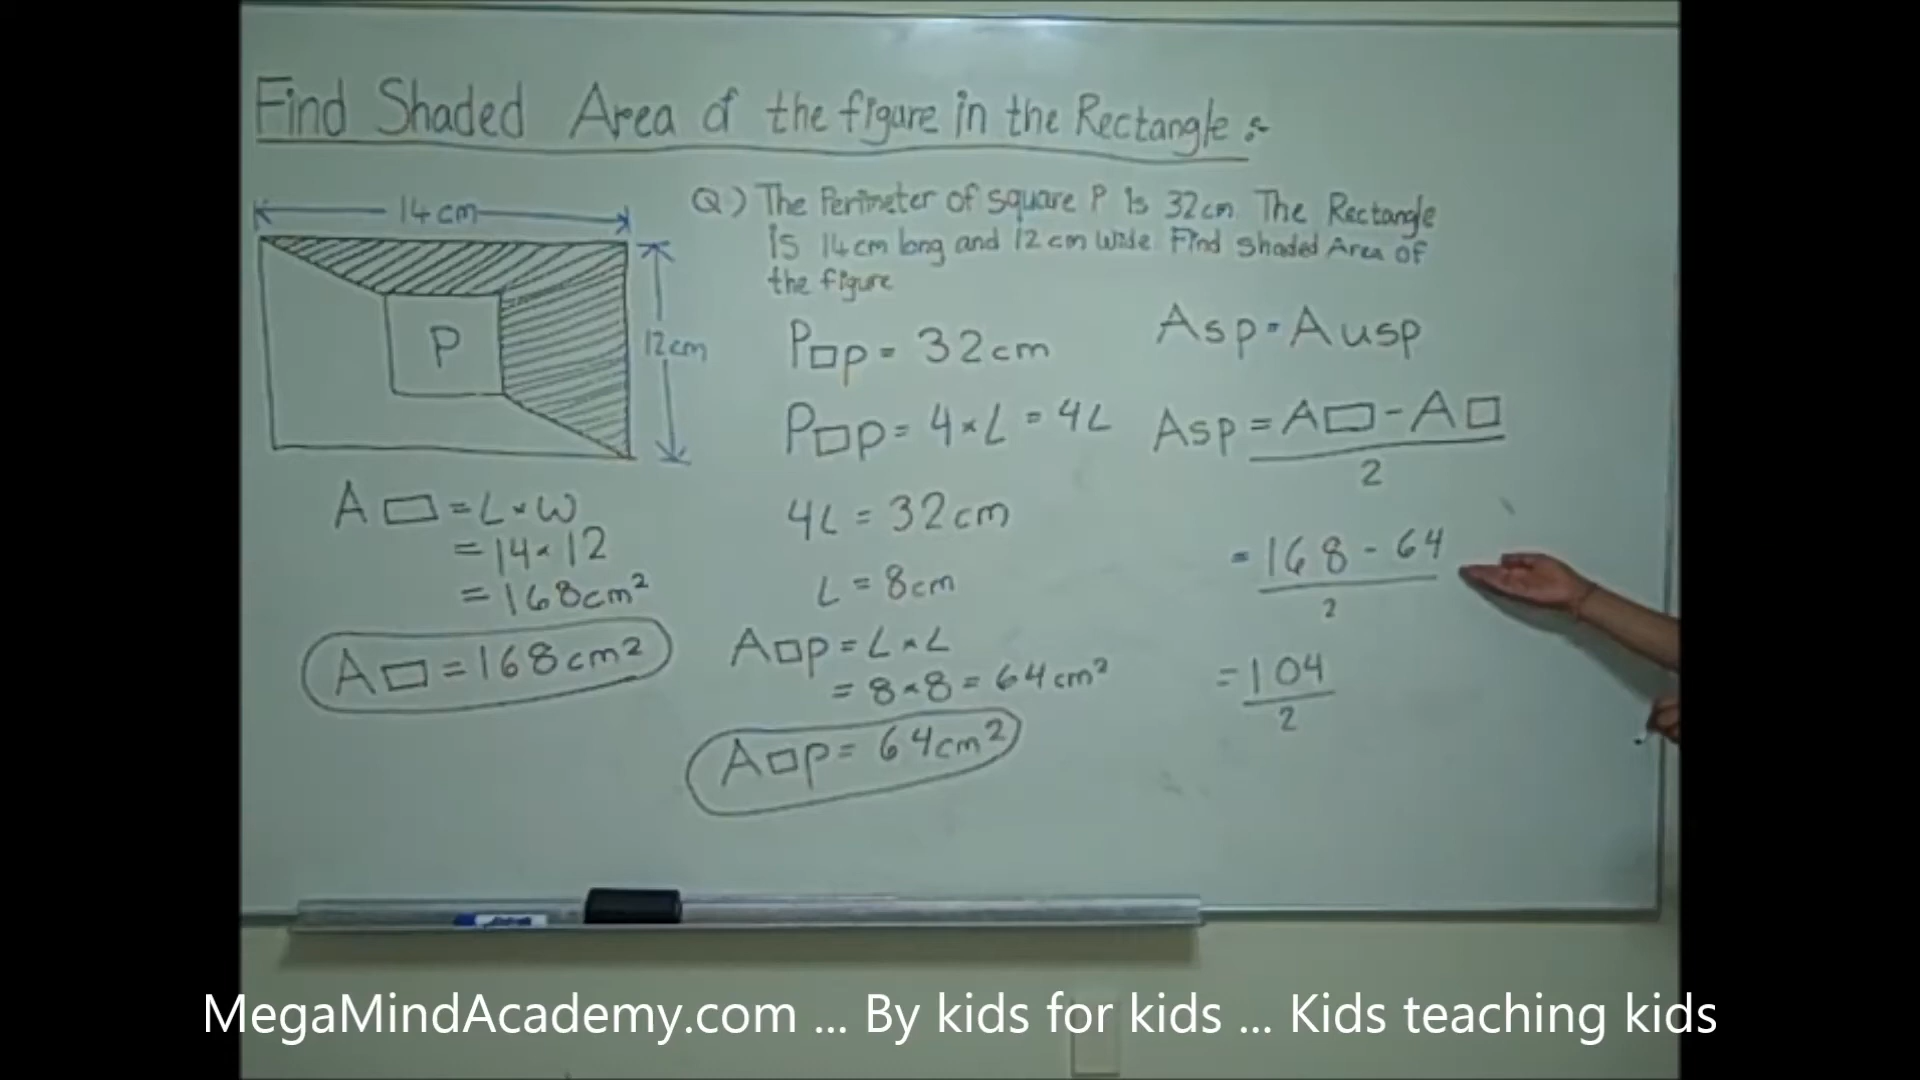 Find Shaded Area of the figure in the Rectangle :-
14cm
P
12cm
Q) The Perimeter of square P is 32cm. The Rectangle
is 14cm long and 12cm wide. Find shaded Area of
the figure
A▭ = L × W
= 14 × 12
= 168cm²
A▭ = 168cm²
P□p = 32cm
P□p = 4 × L = 4L
4L = 32cm
L = 8cm
A□p = L × L
= 8 × 8 = 64cm²
A□p = 64cm²
Asp = Ausp
Asp = A▭ - A□
2
= 168 - 64
2
= 104
2
MegaMindAcademy.com ... By kids for kids ... Kids teaching kids